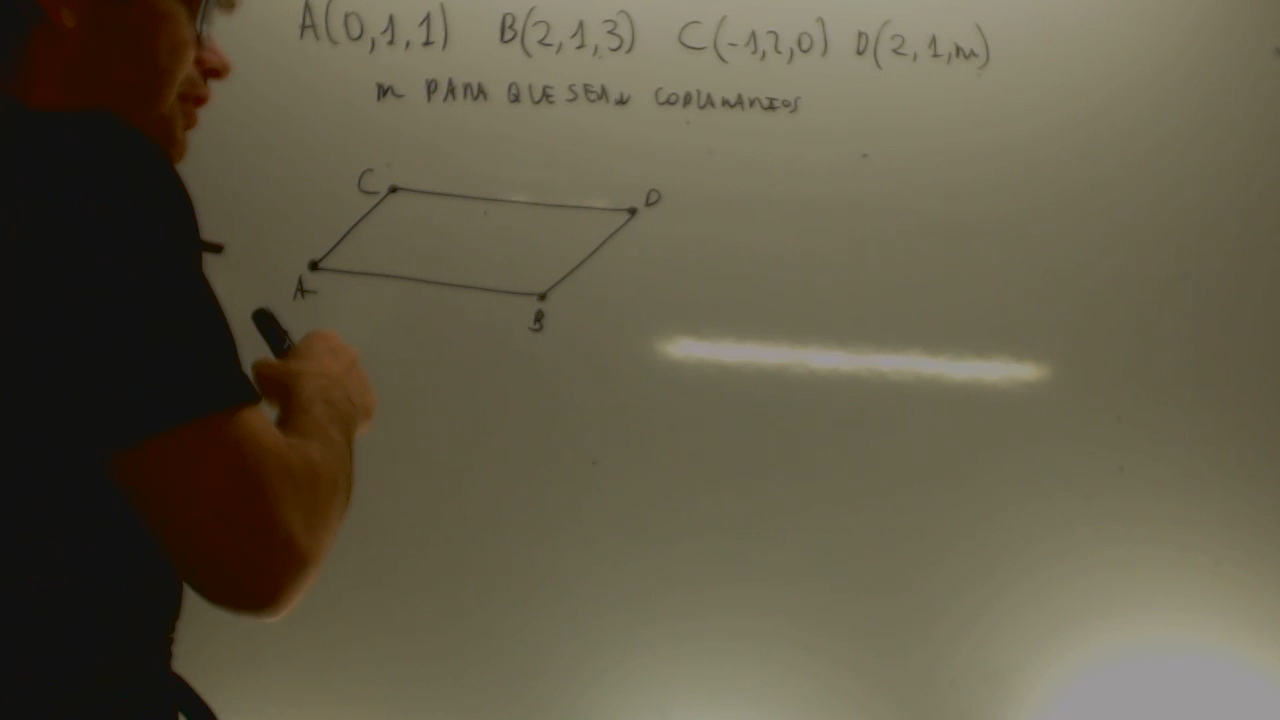 A(0,1,1) B(2,1,3) C(-1,2,0) D(2,1,m)
m PARA QUE SEAN COPLANARIOS
C
D
A
B